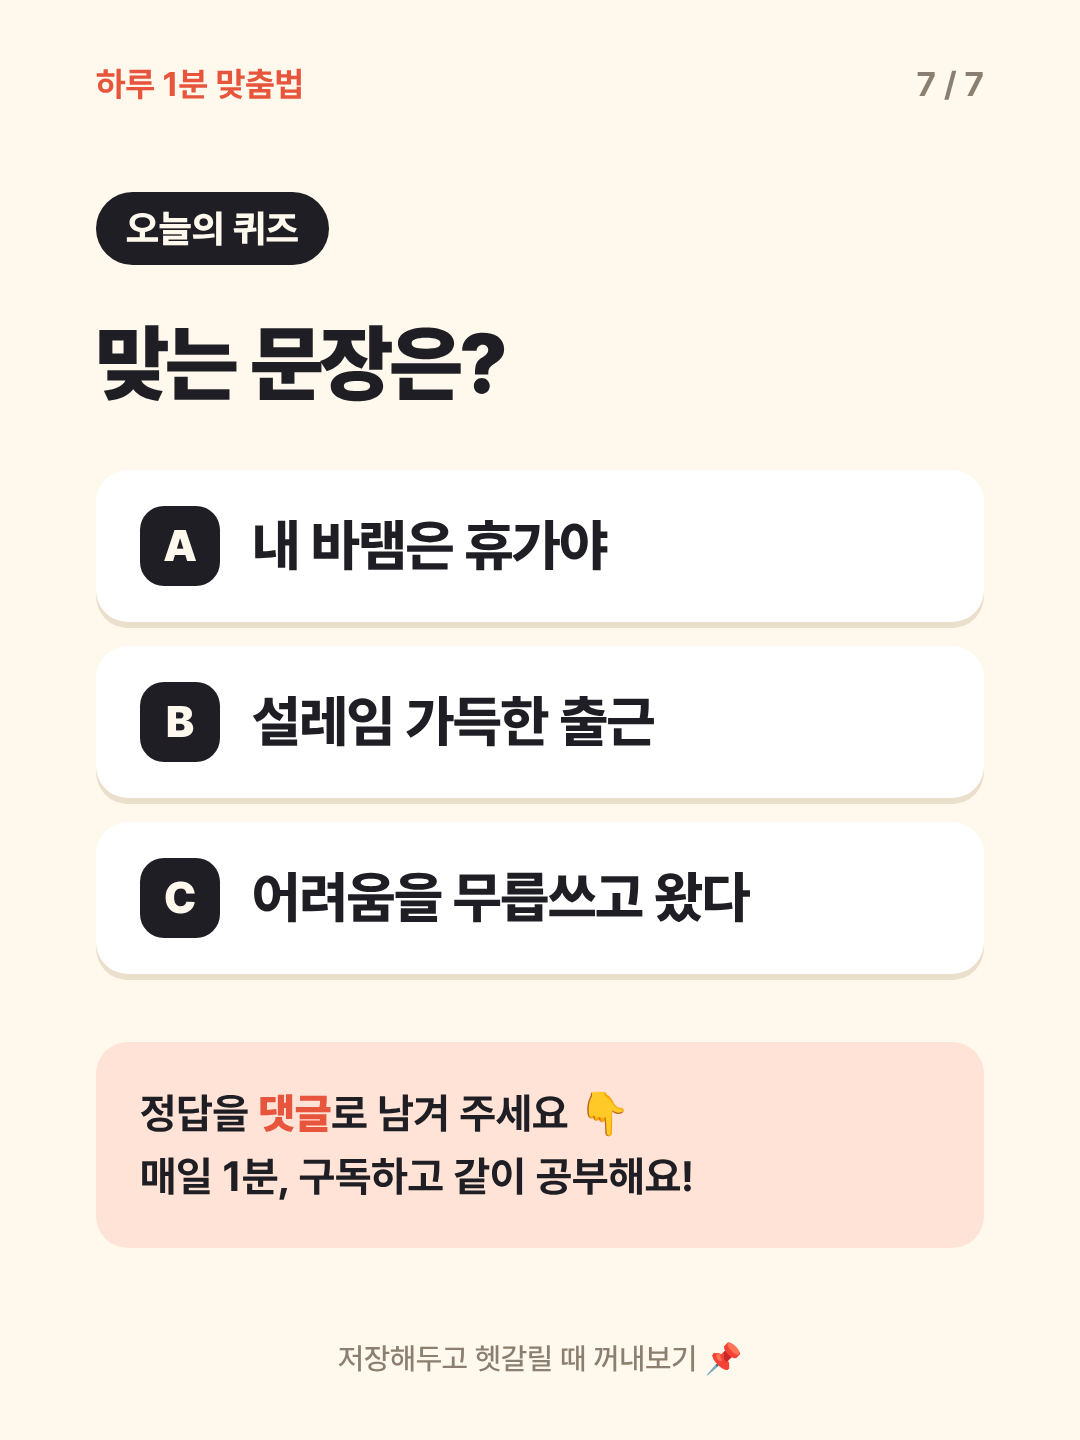 하루 1분 맞춤법
7 / 7
오늘의 퀴즈
맞는 문장은?
A 내 바램은 휴가야
B 설레임 가득한 출근
C 어려움을 무릅쓰고 왔다
정답을 댓글로 남겨 주세요 👇
매일 1분, 구독하고 같이 공부해요!
저장해두고 헷갈릴 때 꺼내보기 📌